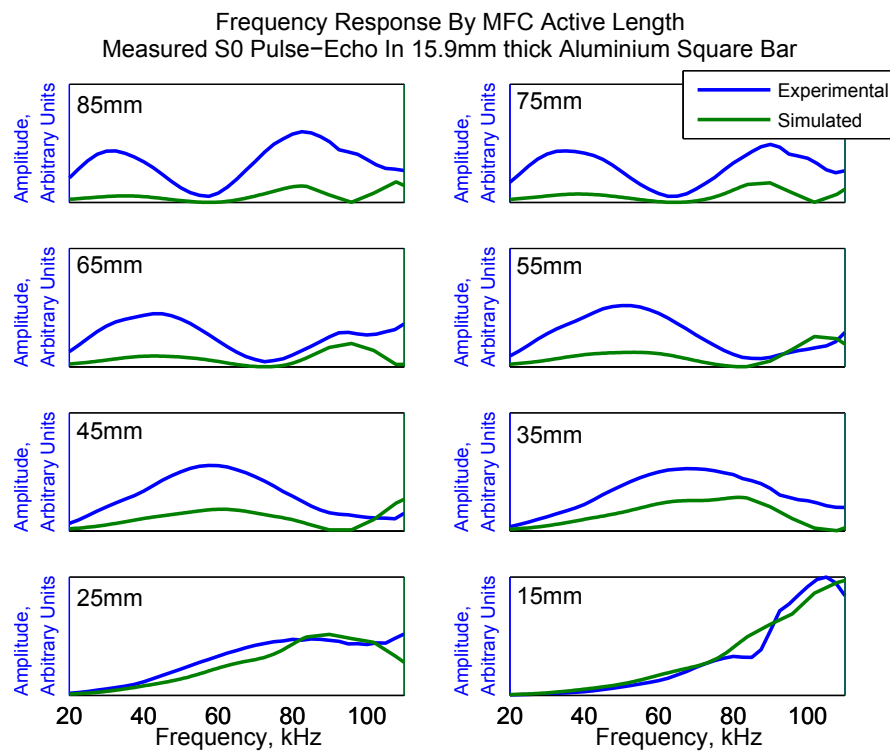 Frequency Response By MFC Active Length
Measured S0 Pulse−Echo In 15.9mm thick Aluminium Square Bar
Amplitude,
Arbitrary Units
85mm
Amplitude,
Arbitrary Units
75mm
Experimental
Simulated
Amplitude,
Arbitrary Units
65mm
Amplitude,
Arbitrary Units
55mm
Amplitude,
Arbitrary Units
45mm
Amplitude,
Arbitrary Units
35mm
Amplitude,
Arbitrary Units
25mm
Amplitude,
Arbitrary Units
15mm
20 40 60 80 100
Frequency, kHz
20 40 60 80 100
Frequency, kHz